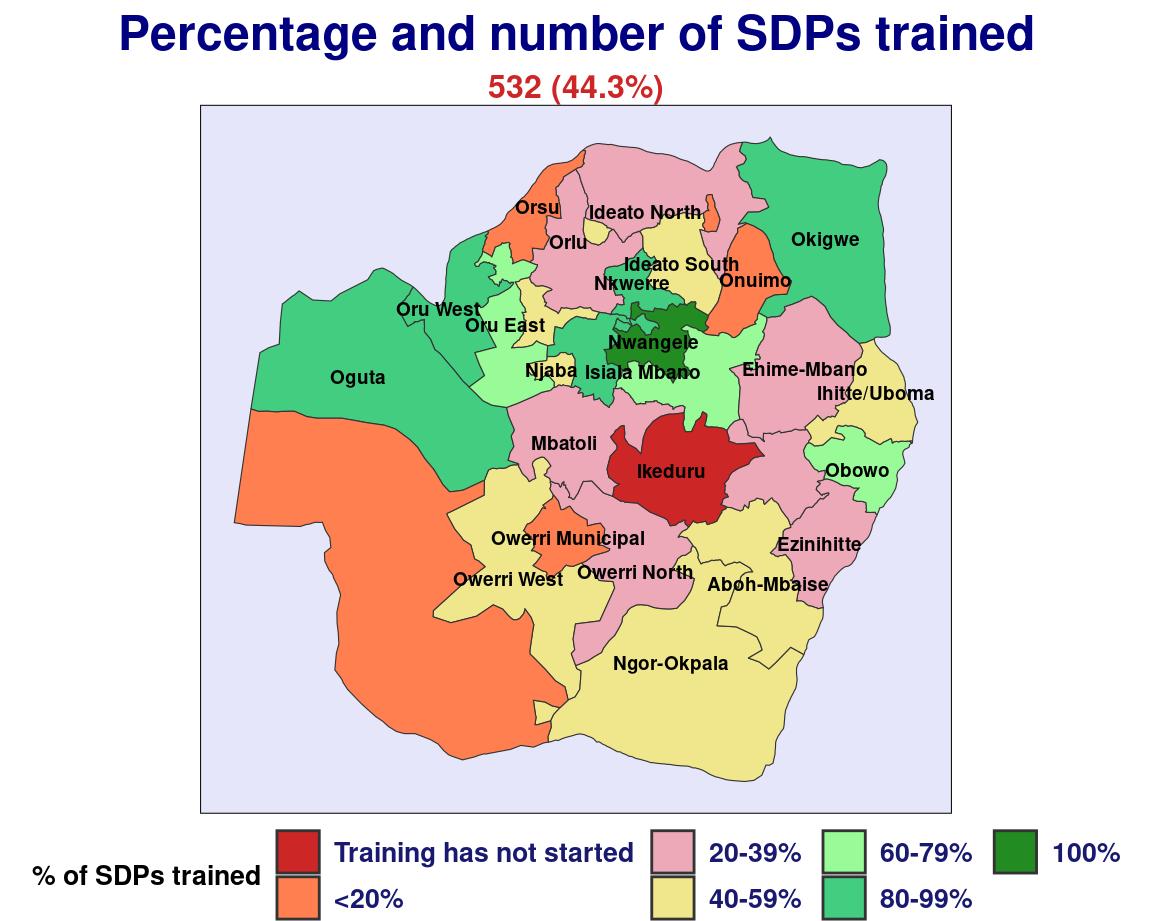 Percentage and number of SDPs trained
532 (44.3%)
Orsu
Ideato North
Orlu
Okigwe
Ideato South
Nkwerre
Onuimo
Oru West
Oru East
Nwangele
Njaba
Isiala Mbano
Ehime-Mbano
Oguta
Ihitte/Uboma
Mbatoli
Ikeduru
Obowo
Owerri Municipal
Ezinihitte
Owerri West
Owerri North
Aboh-Mbaise
Ngor-Okpala
% of SDPs trained
Training has not started
<20%
20-39%
40-59%
60-79%
80-99%
100%